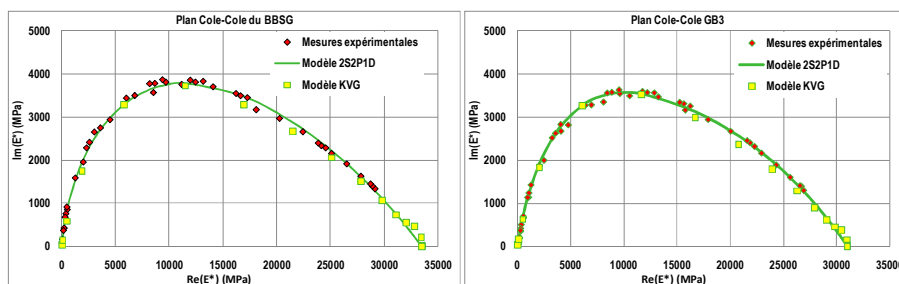 Plan Cole-Cole du BBSG
Im(E*) (MPa)
5000
4000
3000
2000
1000
0
Mesures expérimentales
Modèle 2S2P1D
Modèle KVG
0 5000 10000 15000 20000 25000 30000 35000
Re(E*) (MPa)
Plan Cole-Cole GB3
Im(E*) (MPa)
5000
4000
3000
2000
1000
0
Mesures expérimentales
Modèle 2S2P1D
Modèle KVG
0 5000 10000 15000 20000 25000 30000 35000
Re(E*) (MPa)